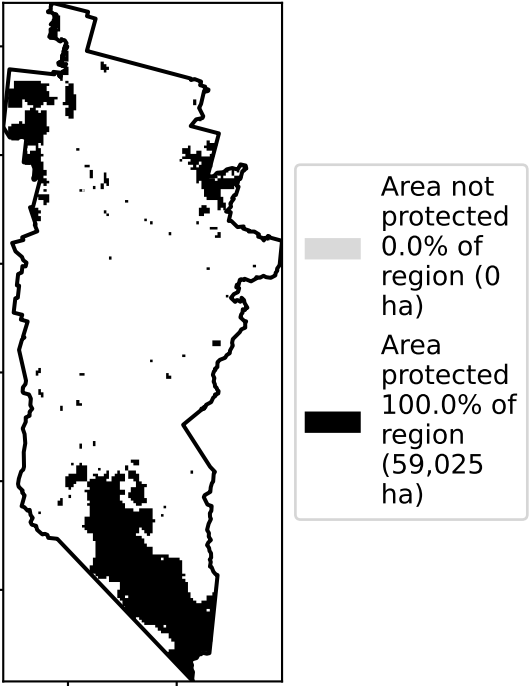 Area not
protected
0.0% of
region (0
ha)
Area
protected
100.0% of
region
(59,025
ha)